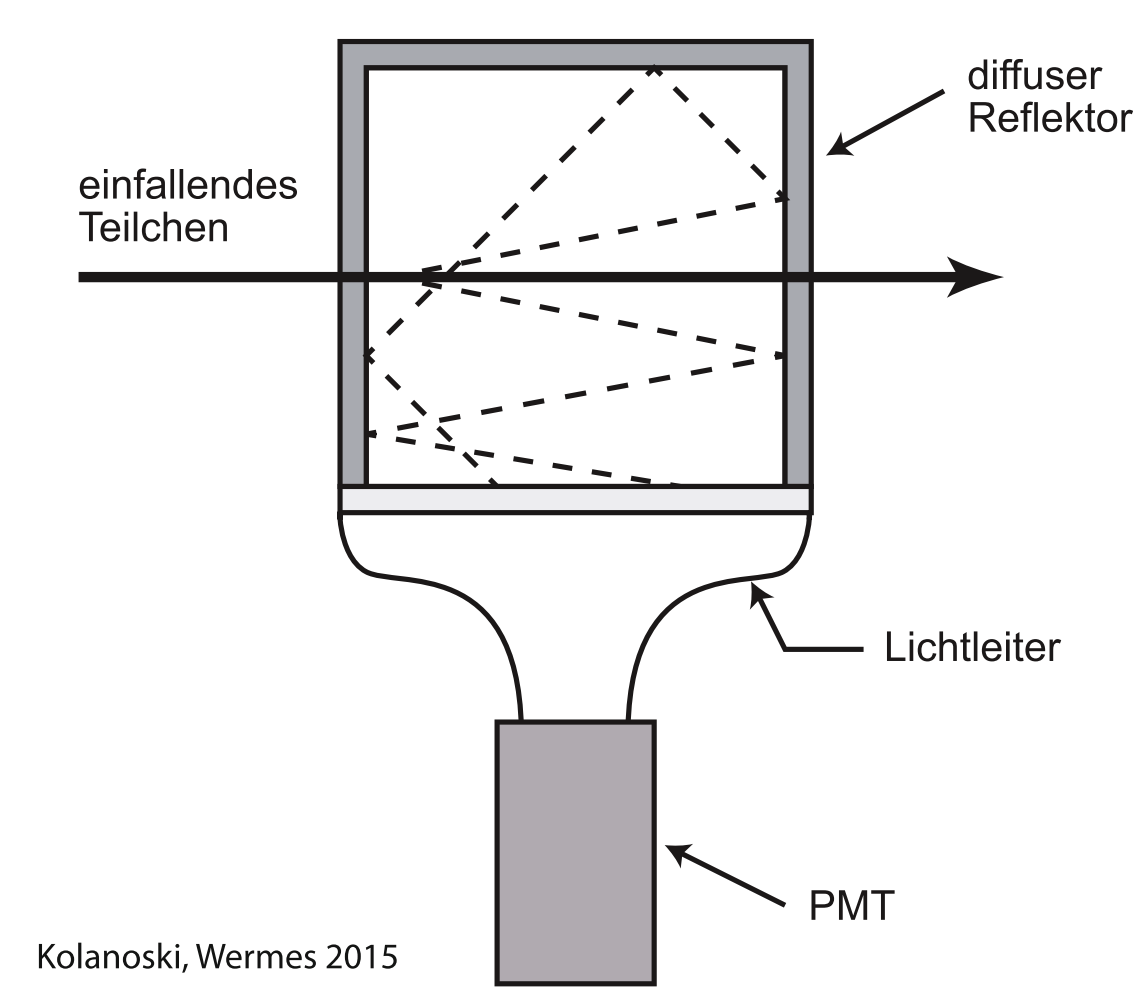 diffuser
Reflektor
einfallendes
Teilchen
Lichtleiter
PMT
Kolanoski, Wermes 2015